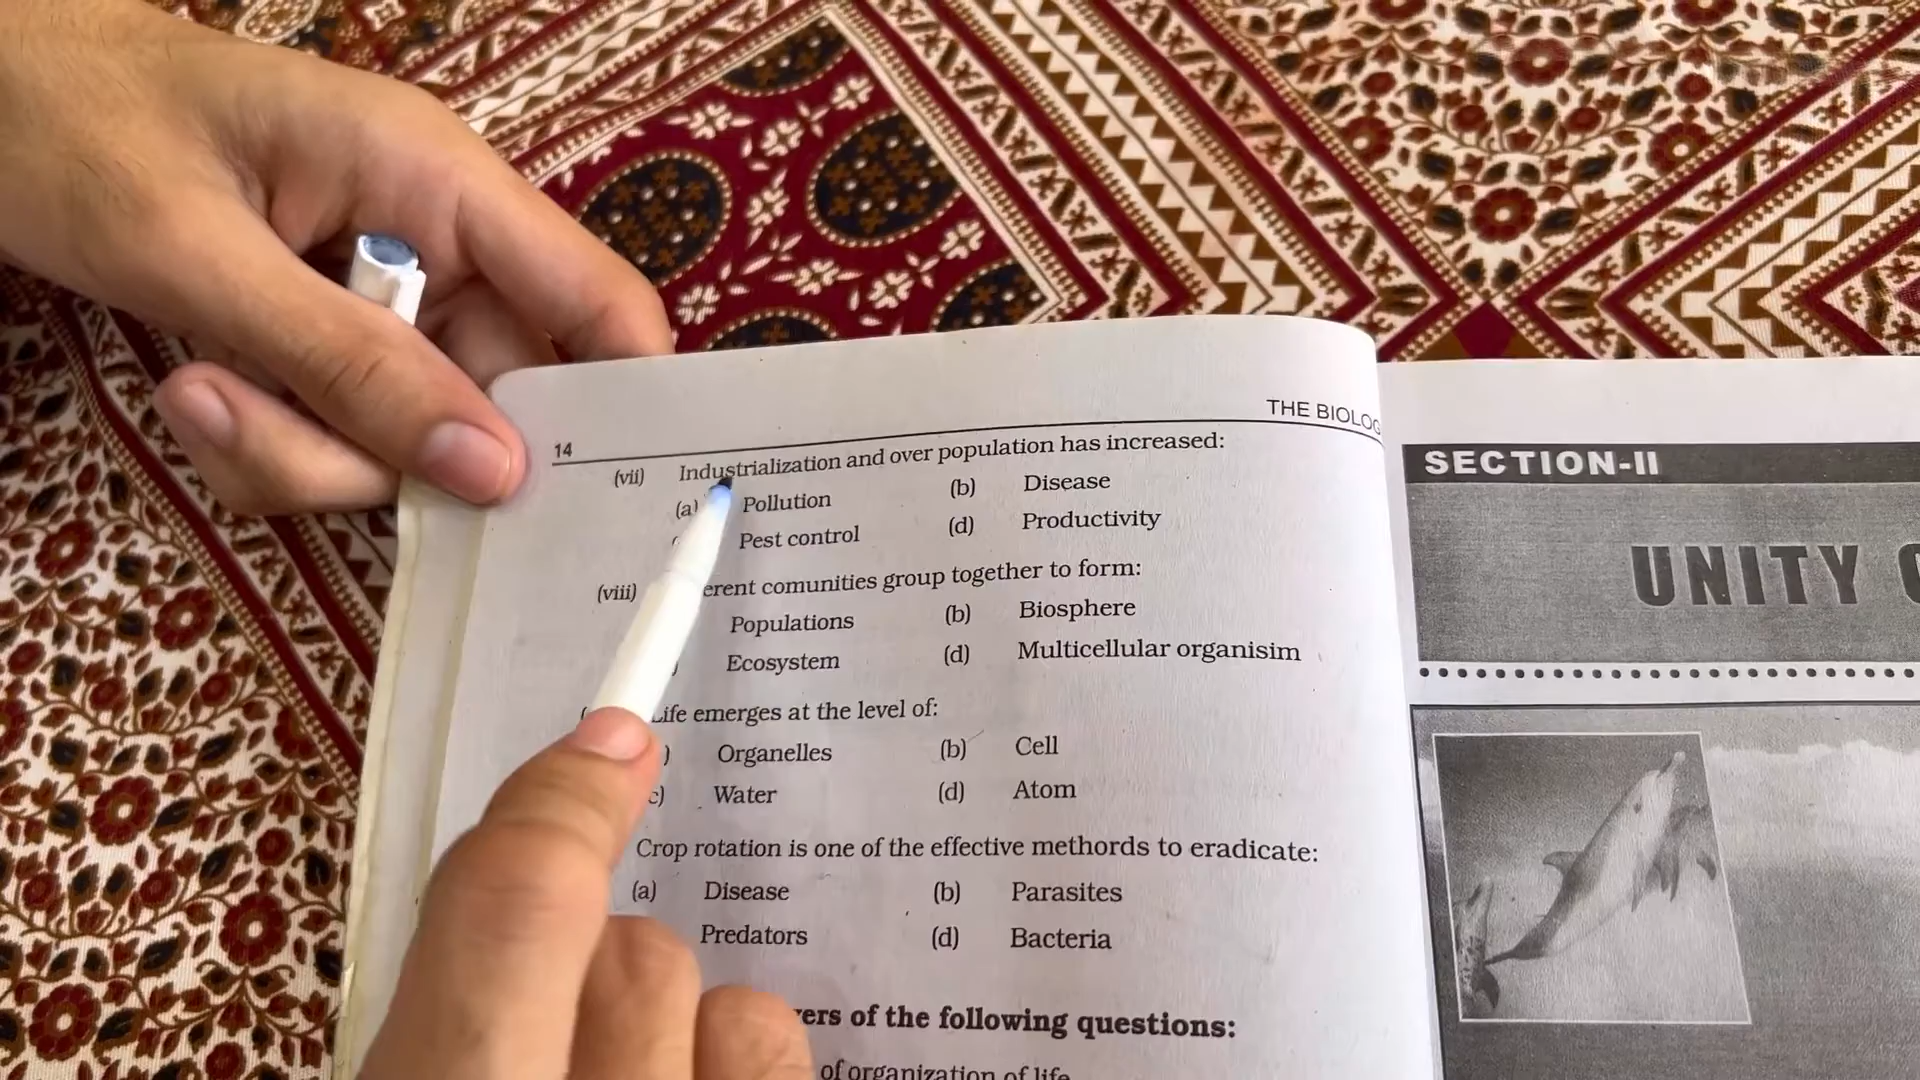 14
THE BIOLOG
(vii) Industrialization and over population has increased:
(a) Pollution (b) Disease
Pest control (d) Productivity
(viii) erent comunities group together to form:
Populations (b) Biosphere
Ecosystem (d) Multicellular organisim
Life emerges at the level of:
) Organelles (b) Cell
c) Water (d) Atom
Crop rotation is one of the effective methords to eradicate:
(a) Disease (b) Parasites
Predators (d) Bacteria
ers of the following questions:
of organization of life
SECTION-II
UNITY